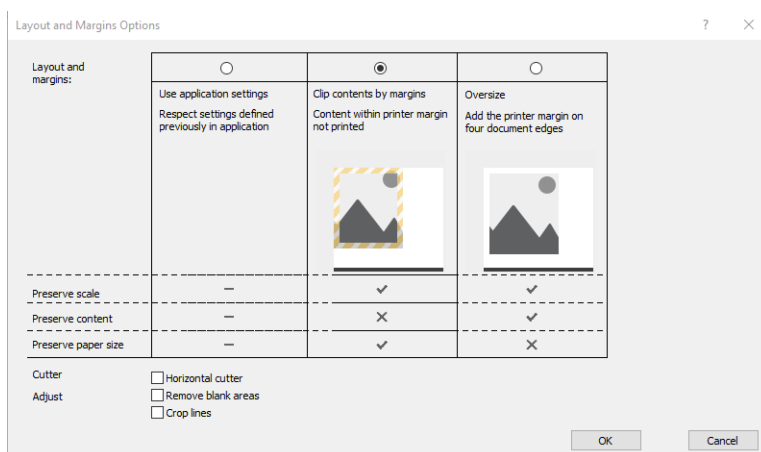 Layout and Margins Options
?
Layout and
margins:
Use application settings
Respect settings defined
previously in application
Clip contents by margins
Content within printer margin
not printed
Oversize
Add the printer margin on
four document edges
Preserve scale
Preserve content
Preserve paper size
Cutter
Horizontal cutter
Adjust
Remove blank areas
Crop lines
OK
Cancel